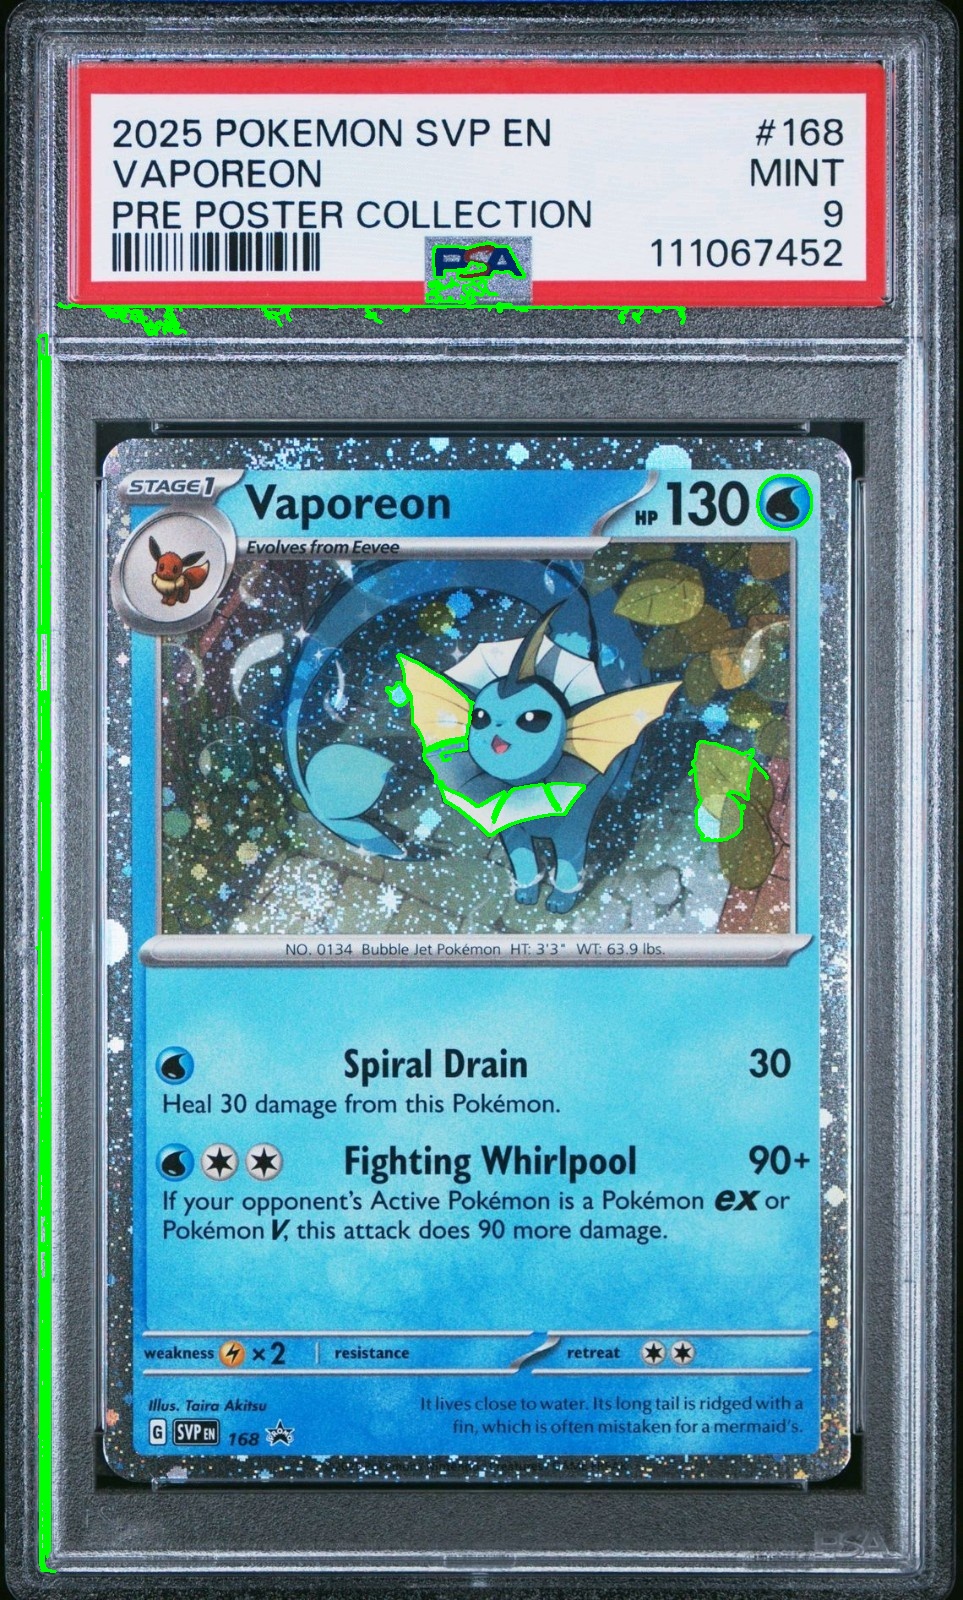 2025 POKEMON SVP EN #168
VAPOREON MINT
PRE POSTER COLLECTION 9
PSA 111067452
STAGE1 Vaporeon HP 130
Evolves from Eevee
NO. 0134 Bubble Jet Pokémon HT: 3'3" WT: 63.9 lbs.
Spiral Drain 30
Heal 30 damage from this Pokémon.
Fighting Whirlpool 90+
If your opponent's Active Pokémon is a Pokémon ex or
Pokémon V, this attack does 90 more damage.
weakness ×2 resistance retreat
Illus. Taira Akitsu
It lives close to water. Its long tail is ridged with a
fin, which is often mistaken for a mermaid's.
G SVP EN 168
PSA